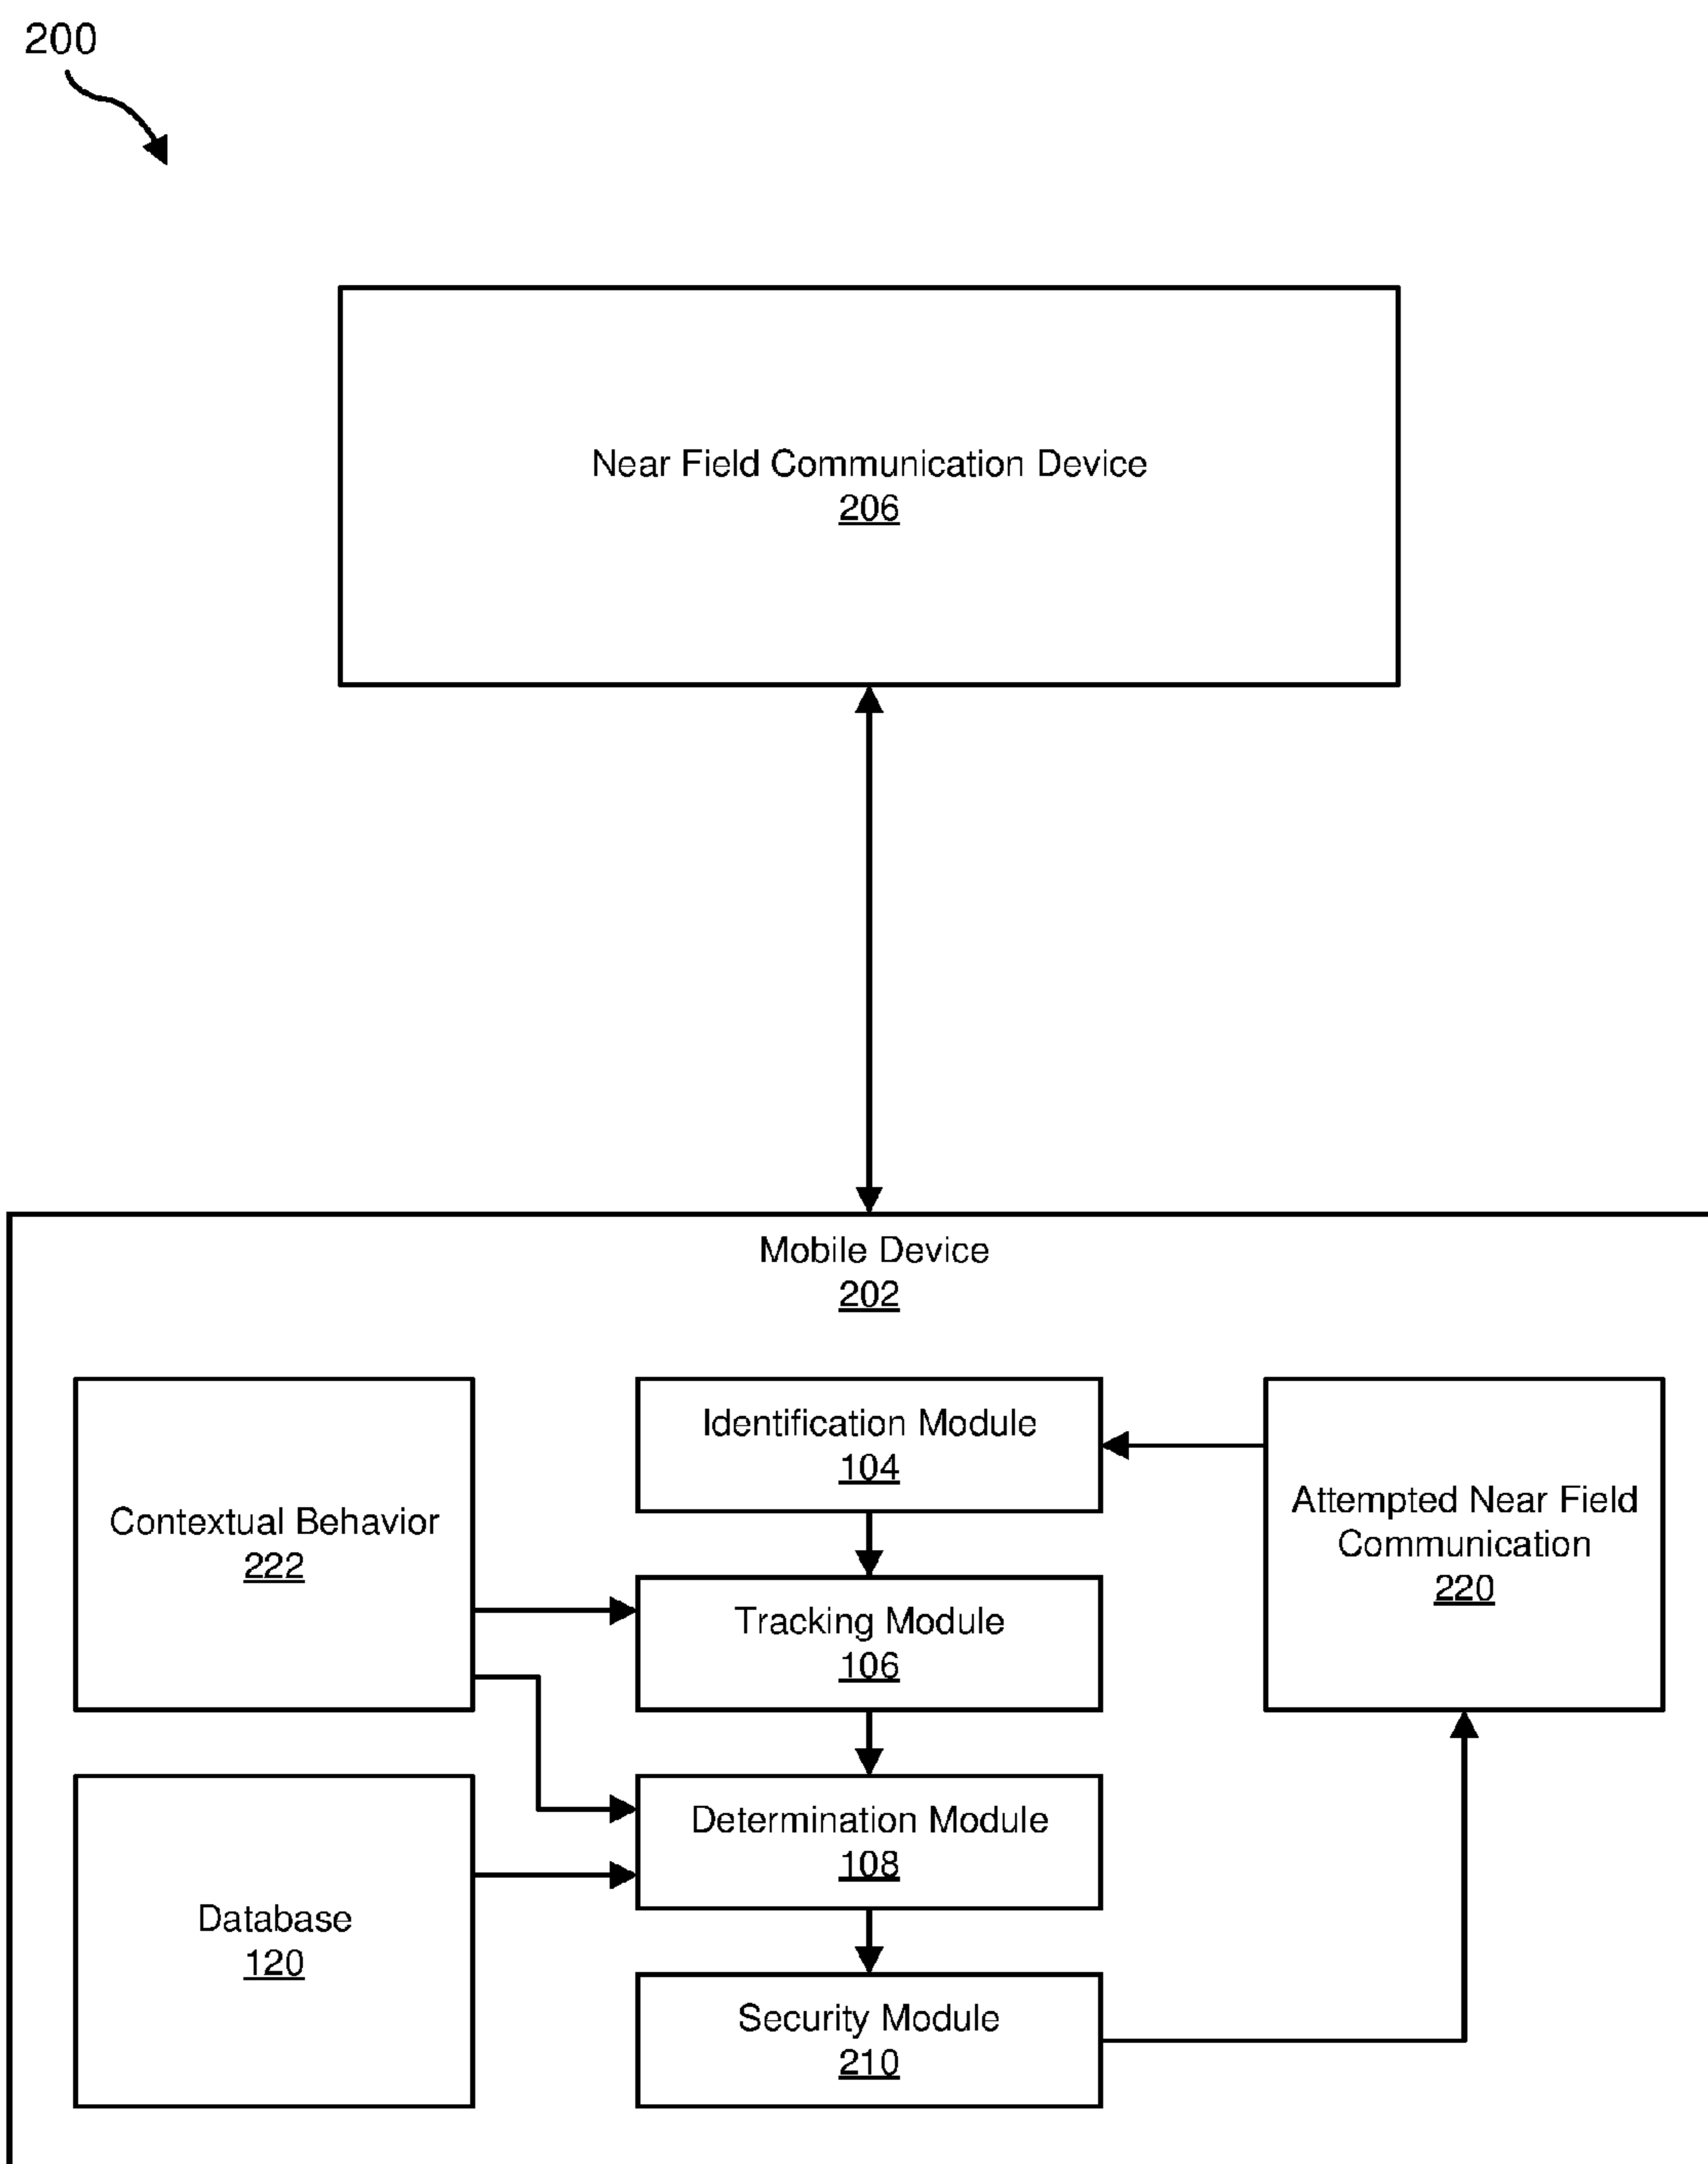 200
Near Field Communication Device
206
Mobile Device
202
Contextual Behavior
222
Identification Module
104
Attempted Near Field
Communication
220
Tracking Module
106
Determination Module
108
Database
120
Security Module
210